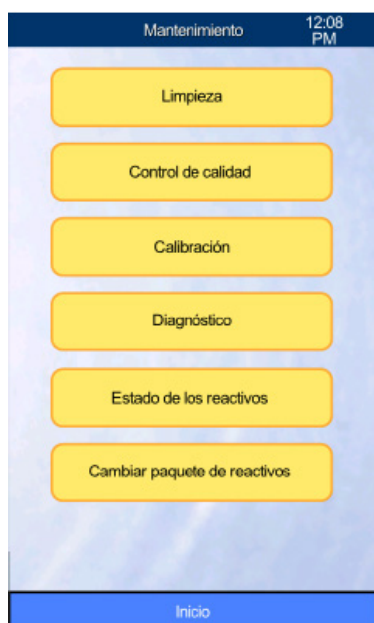 Mantenimiento
12:08
PM
Limpieza
Control de calidad
Calibración
Diagnóstico
Estado de los reactivos
Cambiar paquete de reactivos
Inicio